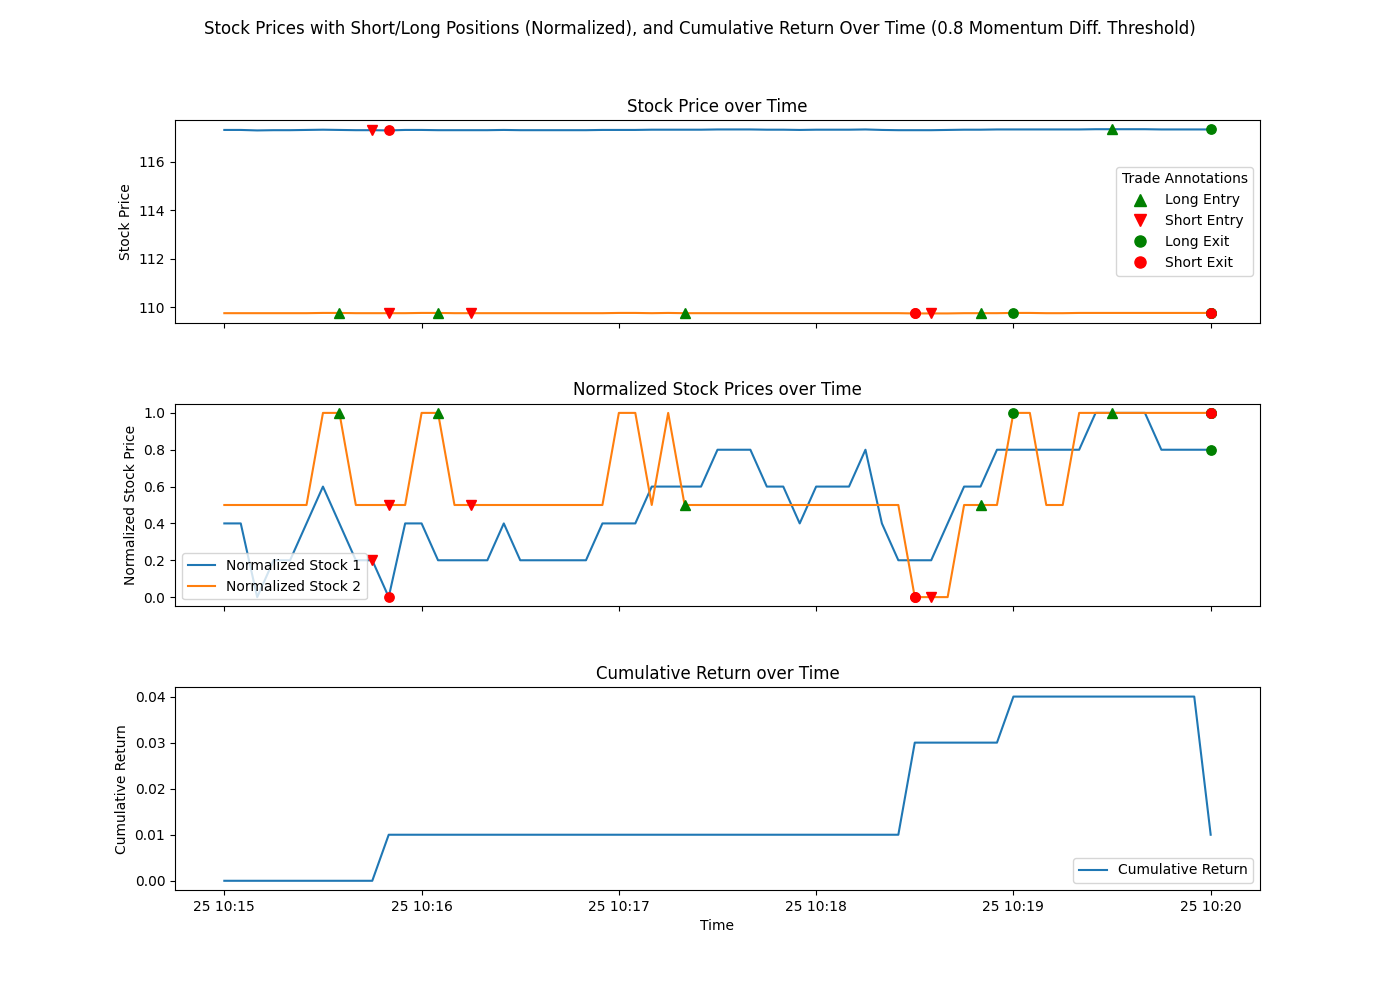 Stock Prices with Short/Long Positions (Normalized), and Cumulative Return Over Time (0.8 Momentum Diff. Threshold)
Stock Price over Time
Stock Price
116
114
112
110
Trade Annotations
Long Entry
Short Entry
Long Exit
Short Exit
Normalized Stock Prices over Time
Normalized Stock Price
1.0
0.8
0.6
0.4
0.2
0.0
Normalized Stock 1
Normalized Stock 2
Cumulative Return over Time
Cumulative Return
0.04
0.03
0.02
0.01
0.00
Cumulative Return
25 10:15 25 10:16 25 10:17 25 10:18 25 10:19 25 10:20
Time